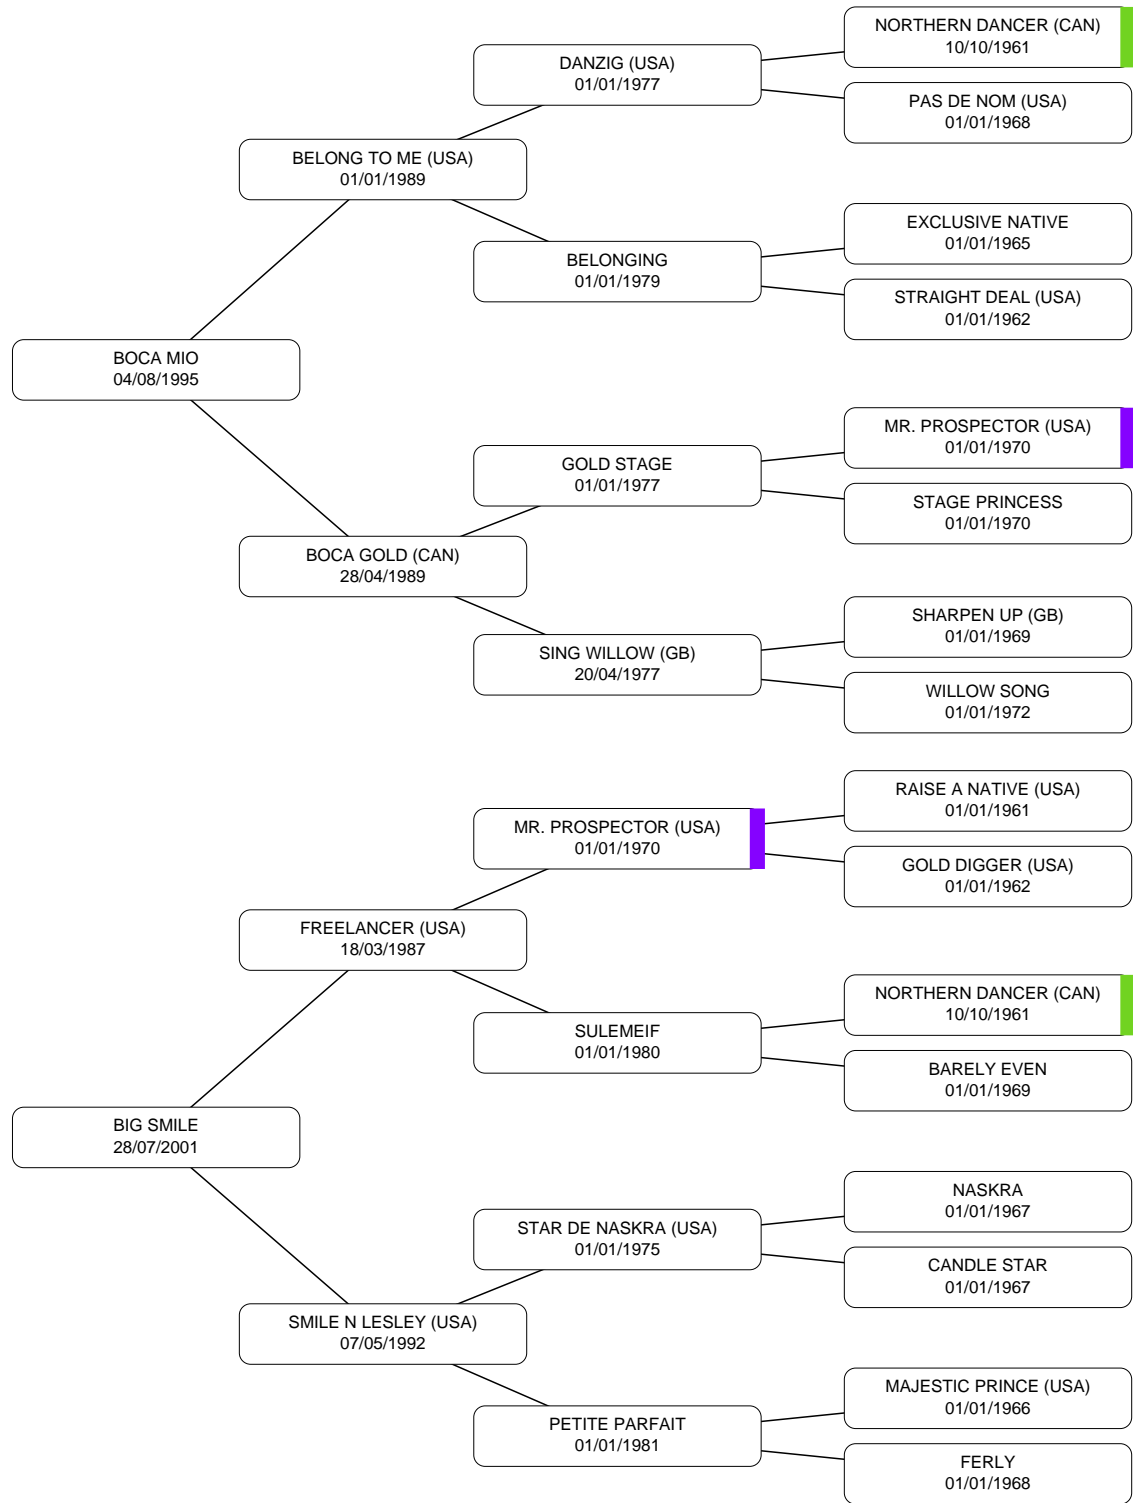 NORTHERN DANCER (CAN)
10/10/1961
DANZIG (USA)
01/01/1977
PAS DE NOM (USA)
01/01/1968
BELONG TO ME (USA)
01/01/1989
EXCLUSIVE NATIVE
01/01/1965
BELONGING
01/01/1979
STRAIGHT DEAL (USA)
01/01/1962
BOCA MIO
04/08/1995
MR. PROSPECTOR (USA)
01/01/1970
GOLD STAGE
01/01/1977
STAGE PRINCESS
01/01/1970
BOCA GOLD (CAN)
28/04/1989
SHARPEN UP (GB)
01/01/1969
SING WILLOW (GB)
20/04/1977
WILLOW SONG
01/01/1972
RAISE A NATIVE (USA)
01/01/1961
MR. PROSPECTOR (USA)
01/01/1970
GOLD DIGGER (USA)
01/01/1962
FREELANCER (USA)
18/03/1987
NORTHERN DANCER (CAN)
10/10/1961
SULEMEIF
01/01/1980
BARELY EVEN
01/01/1969
BIG SMILE
28/07/2001
NASKRA
01/01/1967
STAR DE NASKRA (USA)
01/01/1975
CANDLE STAR
01/01/1967
SMILE N LESLEY (USA)
07/05/1992
MAJESTIC PRINCE (USA)
01/01/1966
PETITE PARFAIT
01/01/1981
FERLY
01/01/1968